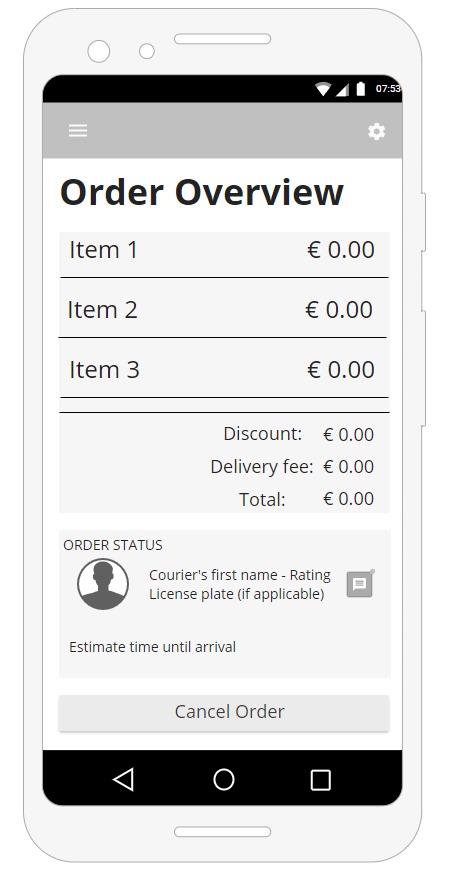 07:53
Order Overview
Item 1 € 0.00
Item 2 € 0.00
Item 3 € 0.00
Discount: € 0.00
Delivery fee: € 0.00
Total: € 0.00
ORDER STATUS
Courier's first name - Rating
License plate (if applicable)
Estimate time until arrival
Cancel Order